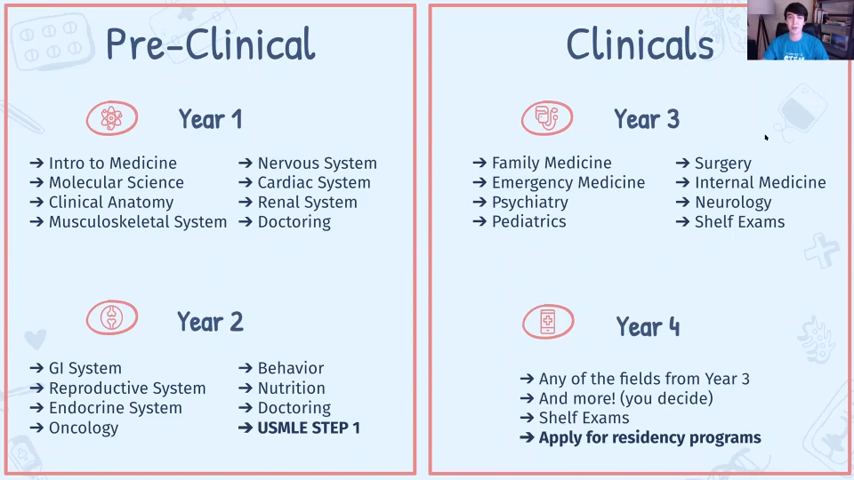 Pre-Clinical
Year 1
➔ Intro to Medicine
➔ Molecular Science
➔ Clinical Anatomy
➔ Musculoskeletal System
➔ Nervous System
➔ Cardiac System
➔ Renal System
➔ Doctoring
Year 2
➔ GI System
➔ Reproductive System
➔ Endocrine System
➔ Oncology
➔ Behavior
➔ Nutrition
➔ Doctoring
➔ USMLE STEP 1
Clinicals
Year 3
➔ Family Medicine
➔ Emergency Medicine
➔ Psychiatry
➔ Pediatrics
➔ Surgery
➔ Internal Medicine
➔ Neurology
➔ Shelf Exams
Year 4
➔ Any of the fields from Year 3
➔ And more! (you decide)
➔ Shelf Exams
➔ Apply for residency programs